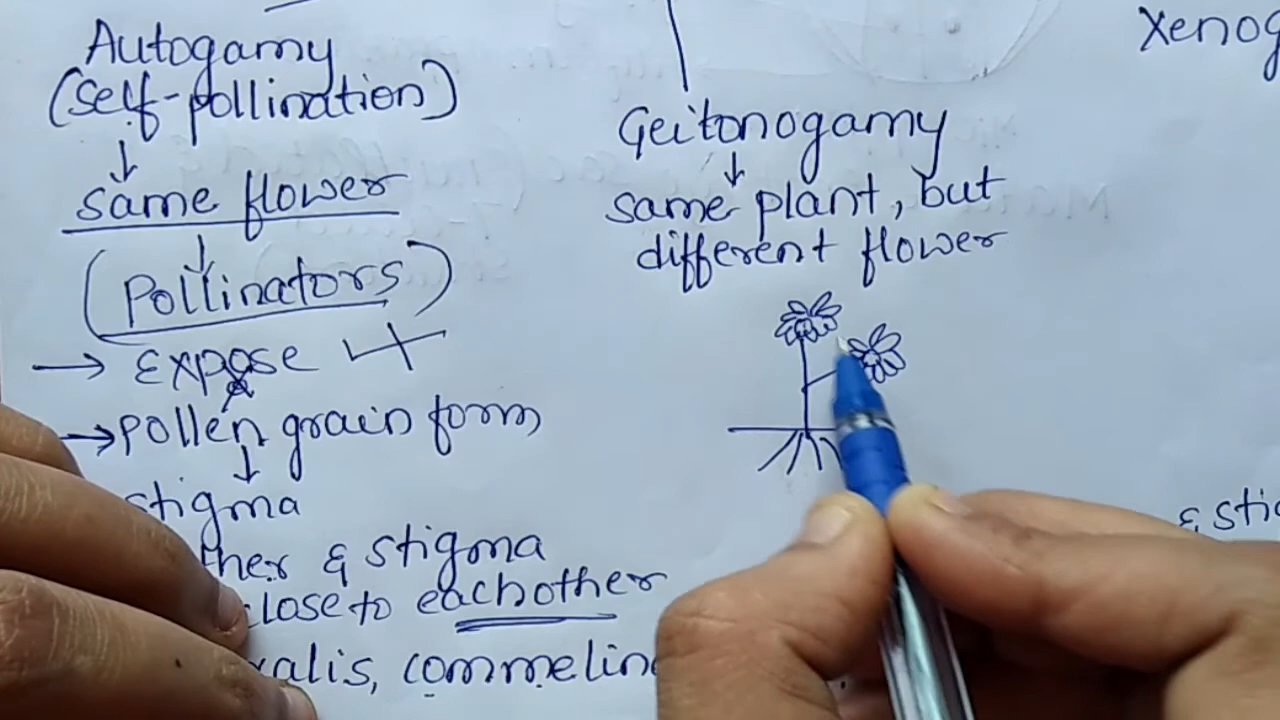 Autogamy
(self-pollination)
↓
same flower
↓
(Pollinators)
→ Expose
→ pollen grain form
↓
stigma
ther & stigma
close to eachother
alis, commelin
Geitonogamy
↓
same plant, but
different flower
Xenog
& stig